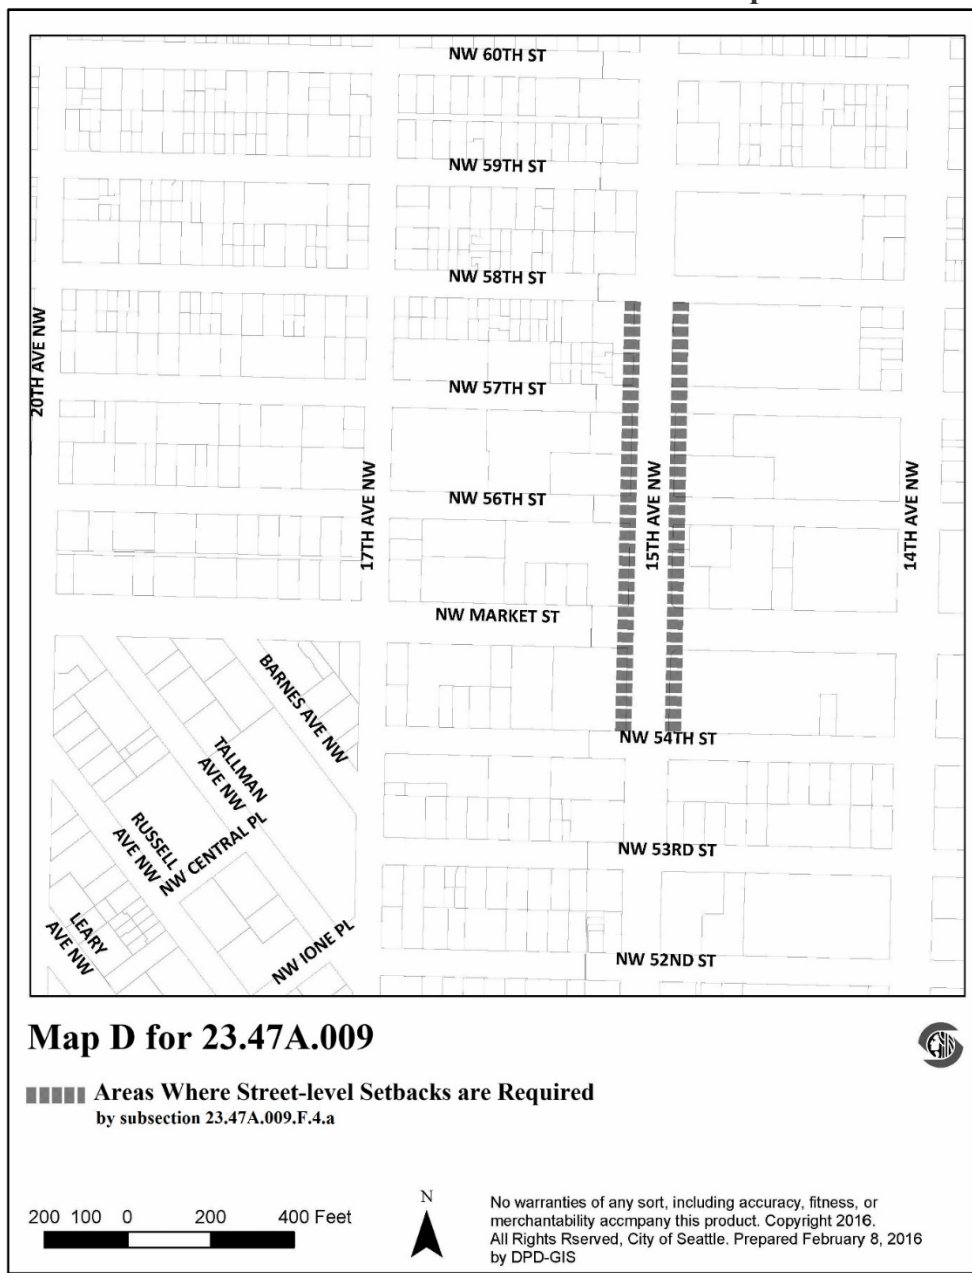 NW 60TH ST
NW 59TH ST
NW 58TH ST
20TH AVE NW
NW 57TH ST
17TH AVE NW
NW 56TH ST
15TH AVE NW
14TH AVE NW
NW MARKET ST
BARNES AVE NW
NW 54TH ST
TALLMAN
AVE NW
RUSSELL
AVE NW
NW CENTRAL PL
NW 53RD ST
LEARY
AVE NW
NW IONE PL
NW 52ND ST
Map D for 23.47A.009
Areas Where Street-level Setbacks are Required
by subsection 23.47A.009.F.4.a
200 100 0 200 400 Feet
N
No warranties of any sort, including accuracy, fitness, or
merchantability accmpany this product. Copyright 2016.
All Rights Rserved, City of Seattle. Prepared February 8, 2016
by DPD-GIS